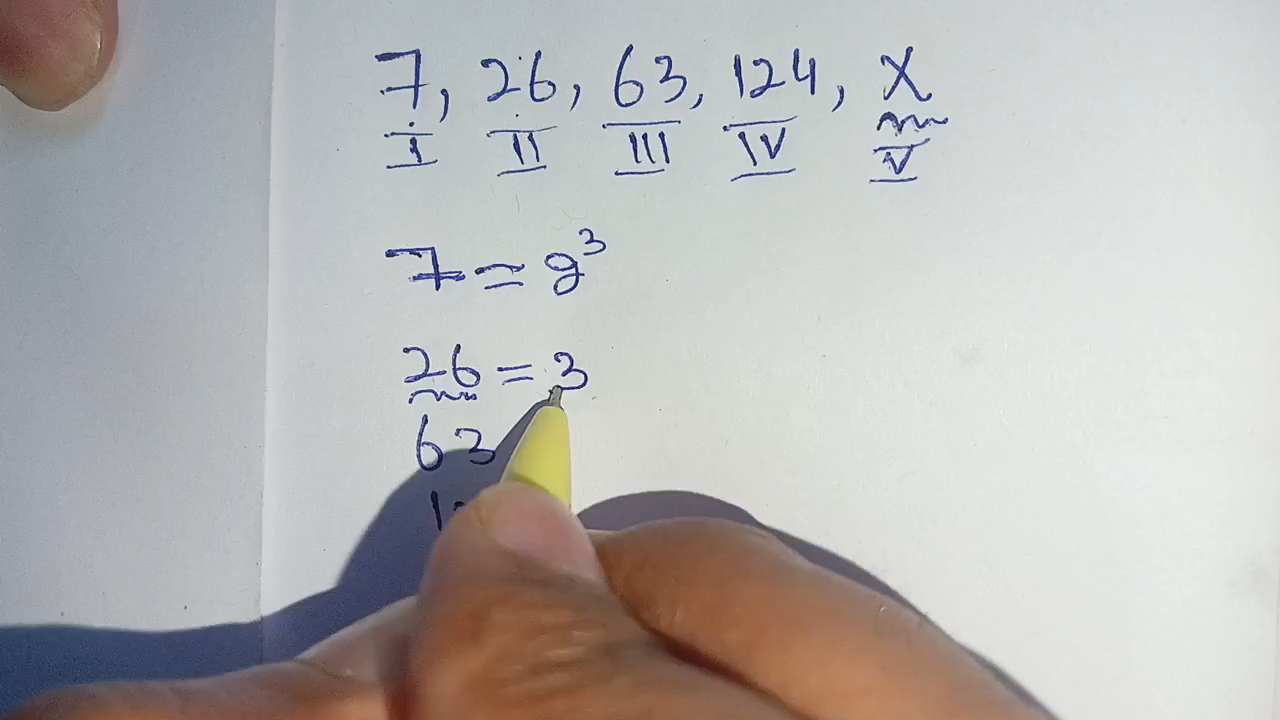 7, 26, 63, 124, X
I II III IV V
7 = 2³
26 = 3
63